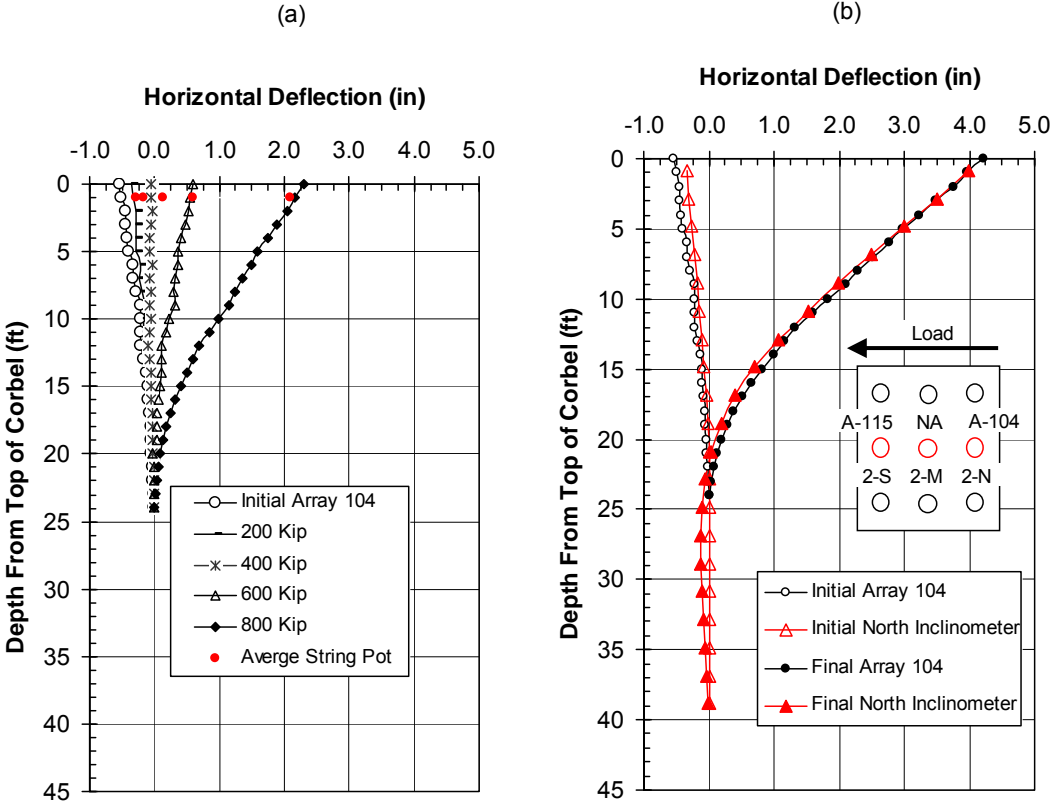 (a)
Horizontal Deflection (in)
-1.0 0.0 1.0 2.0 3.0 4.0 5.0
0
5
10
15
20
25
30
35
40
45
Depth From Top of Corbel (ft)
Initial Array 104
200 Kip
400 Kip
600 Kip
800 Kip
Averge String Pot
(b)
Horizontal Deflection (in)
-1.0 0.0 1.0 2.0 3.0 4.0 5.0
0
5
10
15
20
25
30
35
40
45
Depth From Top of Corbel (ft)
Load
A-115 NA A-104
2-S 2-M 2-N
Initial Array 104
Initial North Inclinometer
Final Array 104
Final North Inclinometer